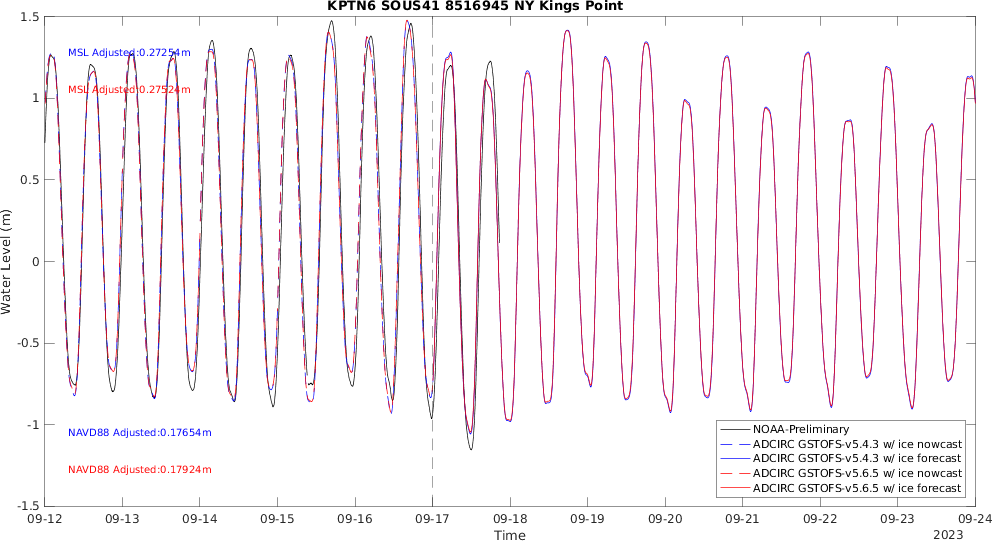 KPTN6 SOUS41 8516945 NY Kings Point
1.5
1
0.5
0
-0.5
-1
-1.5
Water Level (m)
MSL Adjusted:0.27254m
MSL Adjusted:0.27524m
NAVD88 Adjusted:0.17654m
NAVD88 Adjusted:0.17924m
NOAA-Preliminary
ADCIRC GSTOFS-v5.4.3 w/ ice nowcast
ADCIRC GSTOFS-v5.4.3 w/ ice forecast
ADCIRC GSTOFS-v5.6.5 w/ ice nowcast
ADCIRC GSTOFS-v5.6.5 w/ ice forecast
09-12 09-13 09-14 09-15 09-16 09-17 09-18 09-19 09-20 09-21 09-22 09-23 09-24
Time
2023